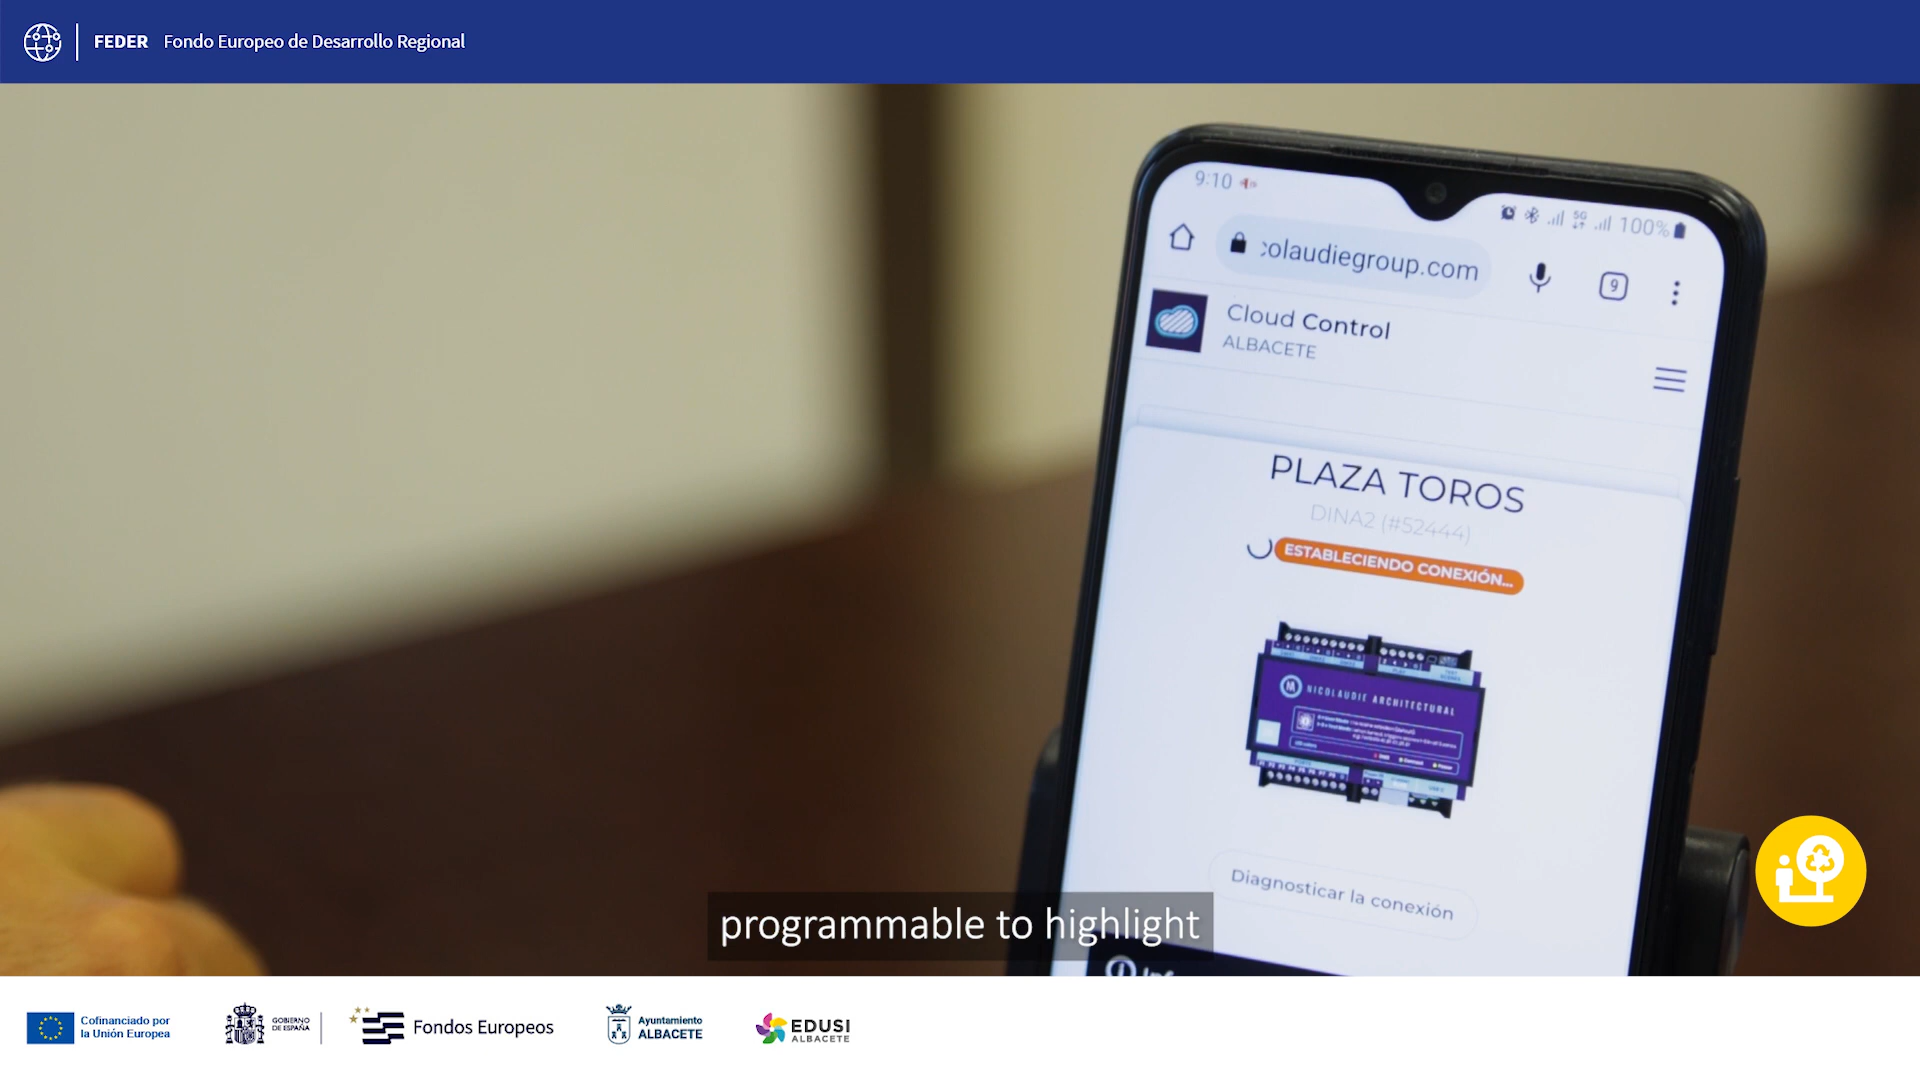 FEDER Fondo Europeo de Desarrollo Regional
9:10
5G 100%
colaudiegroup.com
9
Cloud Control
ALBACETE
PLAZA TOROS
DINA2 (#52444)
ESTABLECIENDO CONEXIÓN...
NICOLAUDIE ARCHITECTURAL
Diagnosticar la conexión
programmable to highlight
Cofinanciado por
la Unión Europea
GOBIERNO
DE ESPAÑA
Fondos Europeos
Ayuntamiento
ALBACETE
EDUSI
ALBACETE